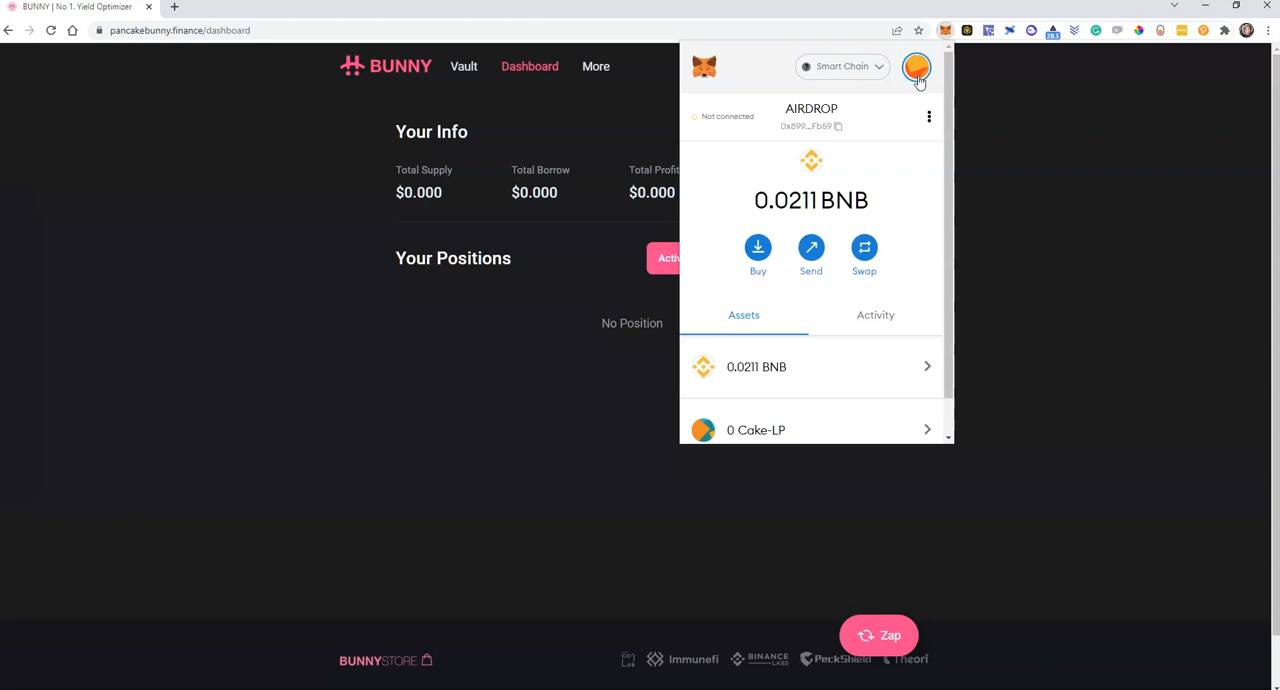 BUNNY | No 1. Yield Optimizer
pancakebunny.finance/dashboard
28.5
BUNNY
Vault
Dashboard
More
Smart Chain
Not connected
AIRDROP
0x899...Fb59
Your Info
Total Supply
Total Borrow
Total Profit
$0.000
$0.000
$0.000
0.0211 BNB
Buy
Send
Swap
Your Positions
Activ
No Position
Assets
Activity
0.0211 BNB
0 Cake-LP
Zap
BUNNYSTORE
Immunefi
BINANCE
LABS
PeckShield
Theori